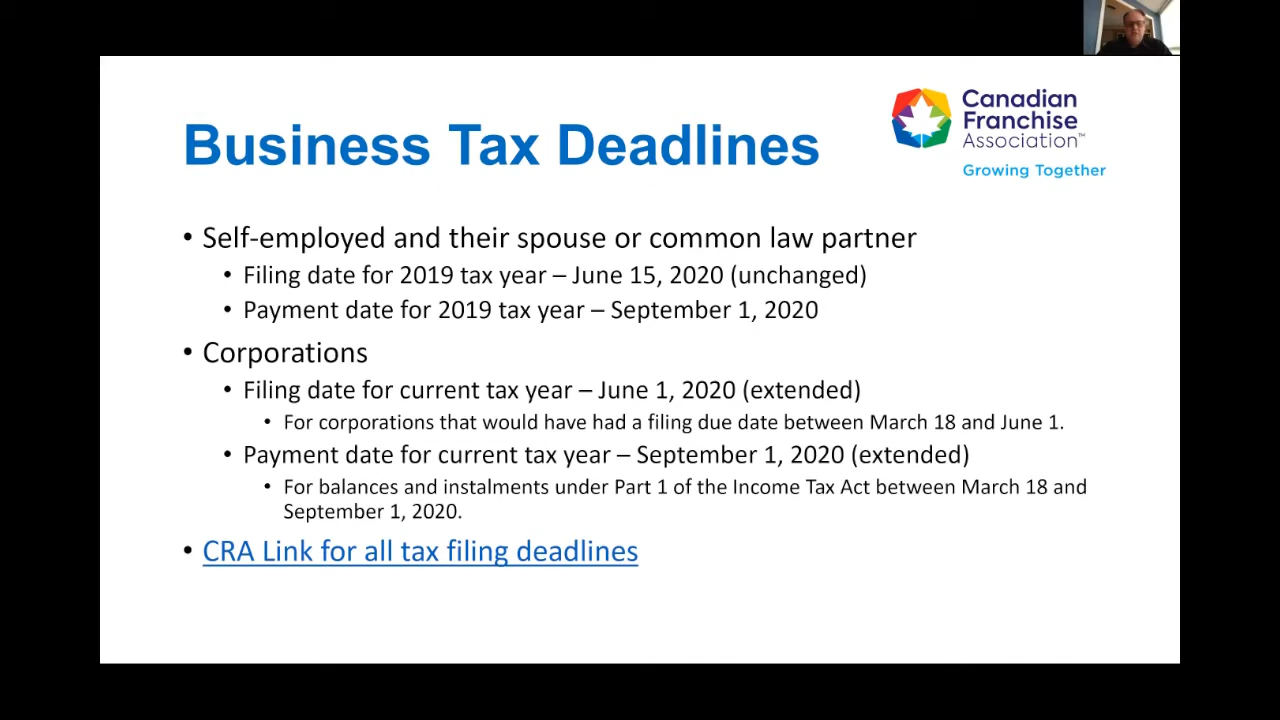 Canadian
Franchise
Association™
Growing Together
Business Tax Deadlines
• Self-employed and their spouse or common law partner
• Filing date for 2019 tax year – June 15, 2020 (unchanged)
• Payment date for 2019 tax year – September 1, 2020
• Corporations
• Filing date for current tax year – June 1, 2020 (extended)
• For corporations that would have had a filing due date between March 18 and June 1.
• Payment date for current tax year – September 1, 2020 (extended)
• For balances and instalments under Part 1 of the Income Tax Act between March 18 and
September 1, 2020.
• CRA Link for all tax filing deadlines